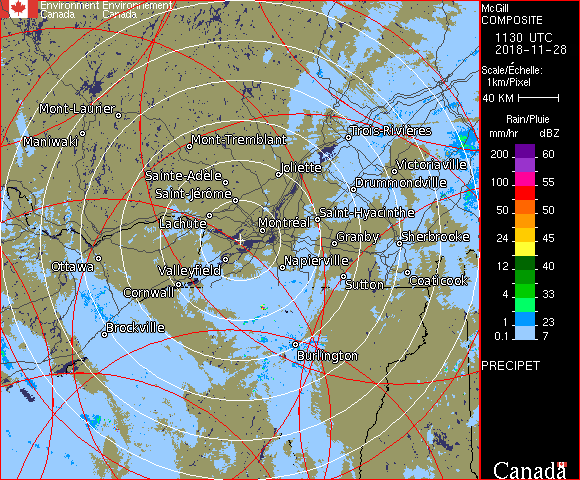 Environment Environnement
Canada Canada
McGill
COMPOSITE
1130 UTC
2018-11-28
Scale/Échelle:
1km/Pixel
40 KM
Rain/Pluie
mm/hr dBZ
200 60
100 55
50 50
24 45
12 40
4 33
1 23
0.1 7
PRECIPET
Canada
Mont-Laurier
Maniwaki
Mont-Tremblant
Trois-Rivières
Joliette
Victoriaville
Sainte-Adèle
Drummondville
Saint-Jérôme
Saint-Hyacinthe
Lachute
Montréal
Granby
Sherbrooke
Ottawa
Valleyfield
Napierville
Cornwall
Sutton
Coaticook
Brockville
Burlington